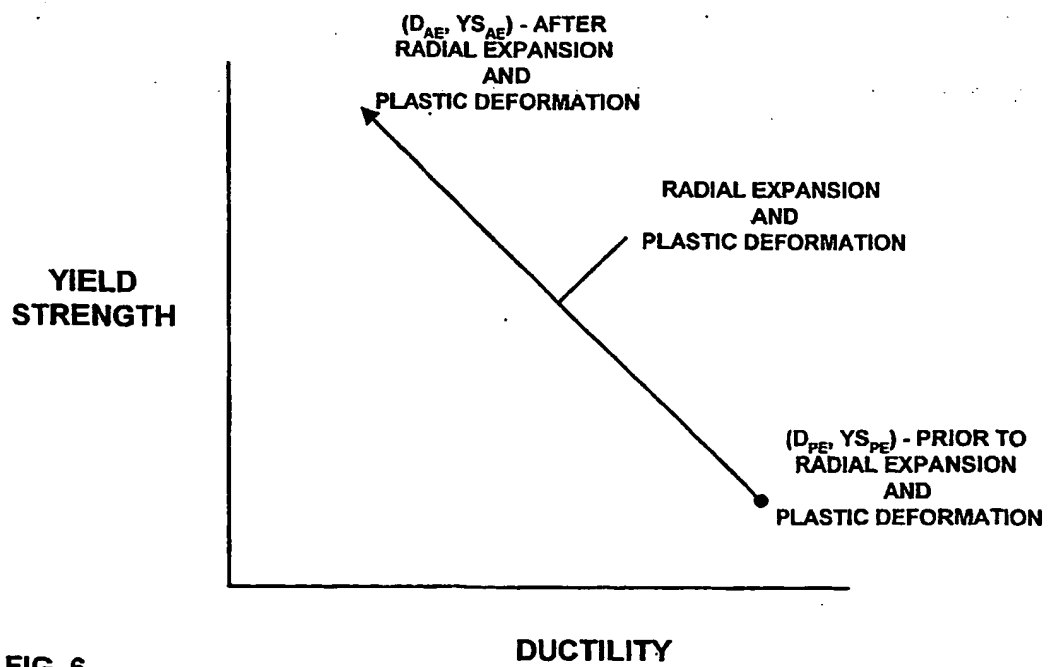 (D_AE, YS_AE) - AFTER
RADIAL EXPANSION
AND
PLASTIC DEFORMATION
RADIAL EXPANSION
AND
PLASTIC DEFORMATION
YIELD
STRENGTH
(D_PE, YS_PE) - PRIOR TO
RADIAL EXPANSION
AND
PLASTIC DEFORMATION
DUCTILITY
FIG. 6